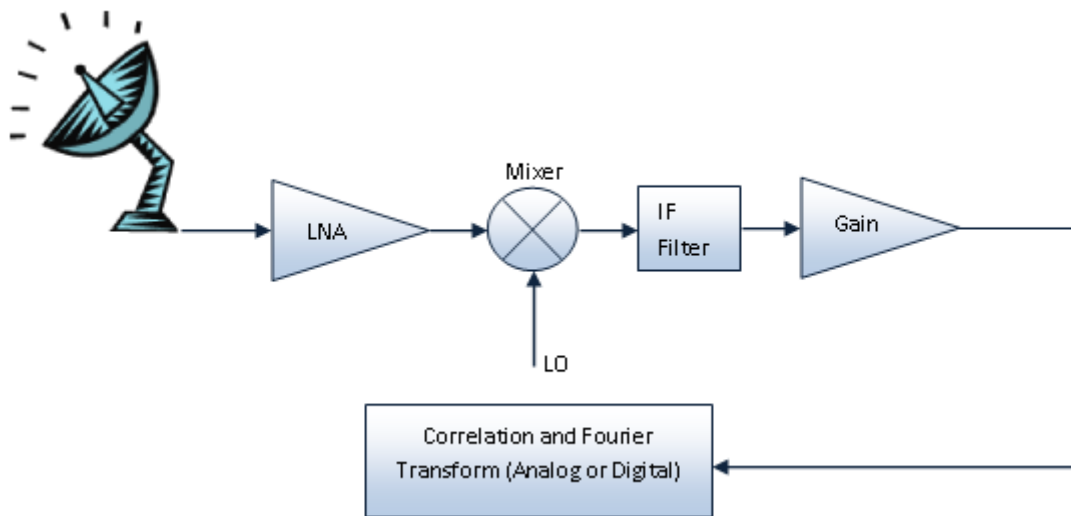 Mixer
LNA
IF
Filter
Gain
LO
Correlation and Fourier
Transform (Analog or Digital)